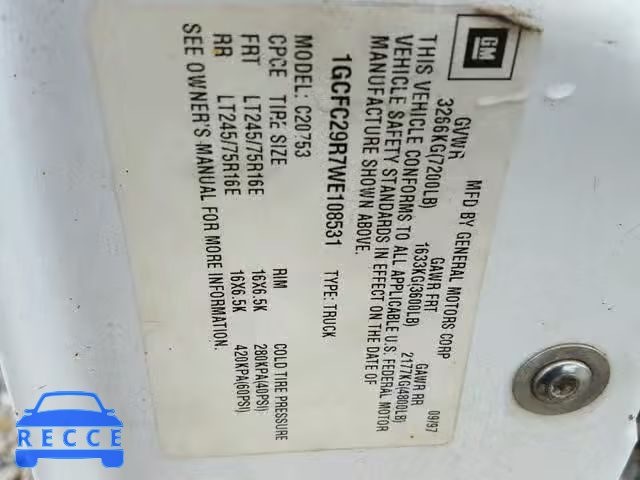 GM
MFD BY GENERAL MOTORS CORP 09/97
GVWR GAWR FRT GAWR RR
3266KG(7200LB) 1633KG(3600LB) 2177KG(4800LB)
THIS VEHICLE CONFORMS TO ALL APPLICABLE U.S. FEDERAL MOTOR
VEHICLE SAFETY STANDARDS IN EFFECT ON THE DATE OF
MANUFACTURE SHOWN ABOVE.
1GCFC29R7WE108531 TYPE: TRUCK
MODEL: C20753
TIRE SIZE RIM COLD TIRE PRESSURE
FRT LT245/75R16E 16X6.5K 280KPA(40PSI)
RR LT245/75R16E 16X6.5K 420KPA(60PSI)
SEE OWNER'S MANUAL FOR MORE INFORMATION.
RECCE